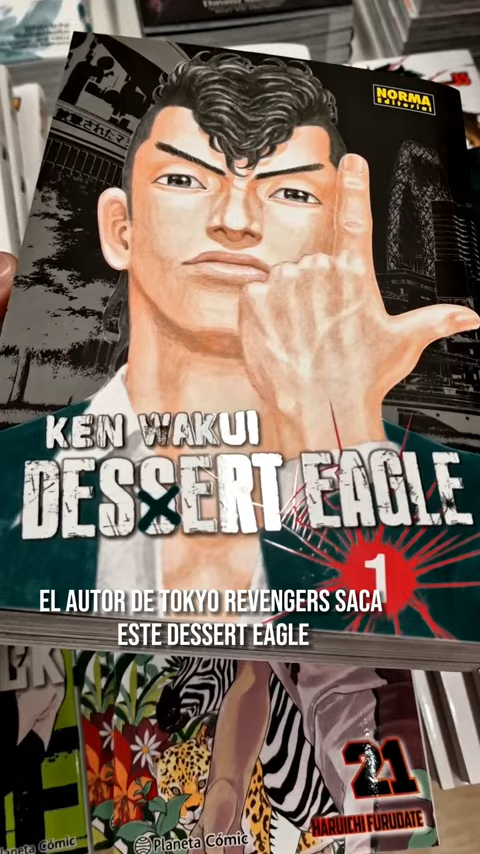 NORMA
Editorial
KEN WAKUI
DESSERT EAGLE
1
EL AUTOR DE TOKYO REVENGERS SACA
ESTE DESSERT EAGLE
21
HARUICHI FURUDATE
Planeta Cómic